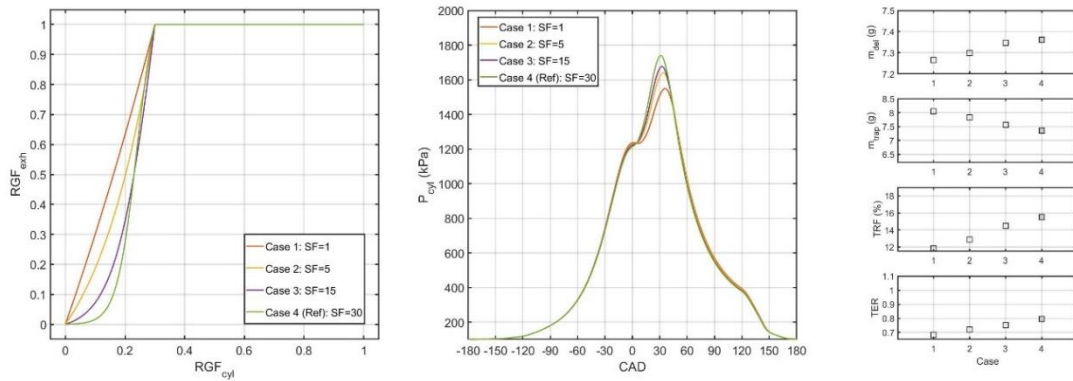 1
0.9
0.8
0.7
0.6
0.5
0.4
0.3
0.2
0.1
0
RGF_exh
0 0.2 0.4 0.6 0.8 1
RGF_cyl
Case 1: SF=1
Case 2: SF=5
Case 3: SF=15
Case 4 (Ref): SF=30
2000
1800
1600
1400
1200
1000
800
600
400
200
P_cyl (kPa)
-180 -150 -120 -90 -60 -30 0 30 60 90 120 150 180
CAD
Case 1: SF=1
Case 2: SF=5
Case 3: SF=15
Case 4 (Ref): SF=30
7.5
7.4
7.3
7.2
m_del (g)
1 2 3 4
8.5
8
7.5
7
6.5
m_trap (g)
1 2 3 4
18
16
14
12
TRF (%)
1 2 3 4
1.1
1
0.9
0.8
0.7
TER
1 2 3 4
Case